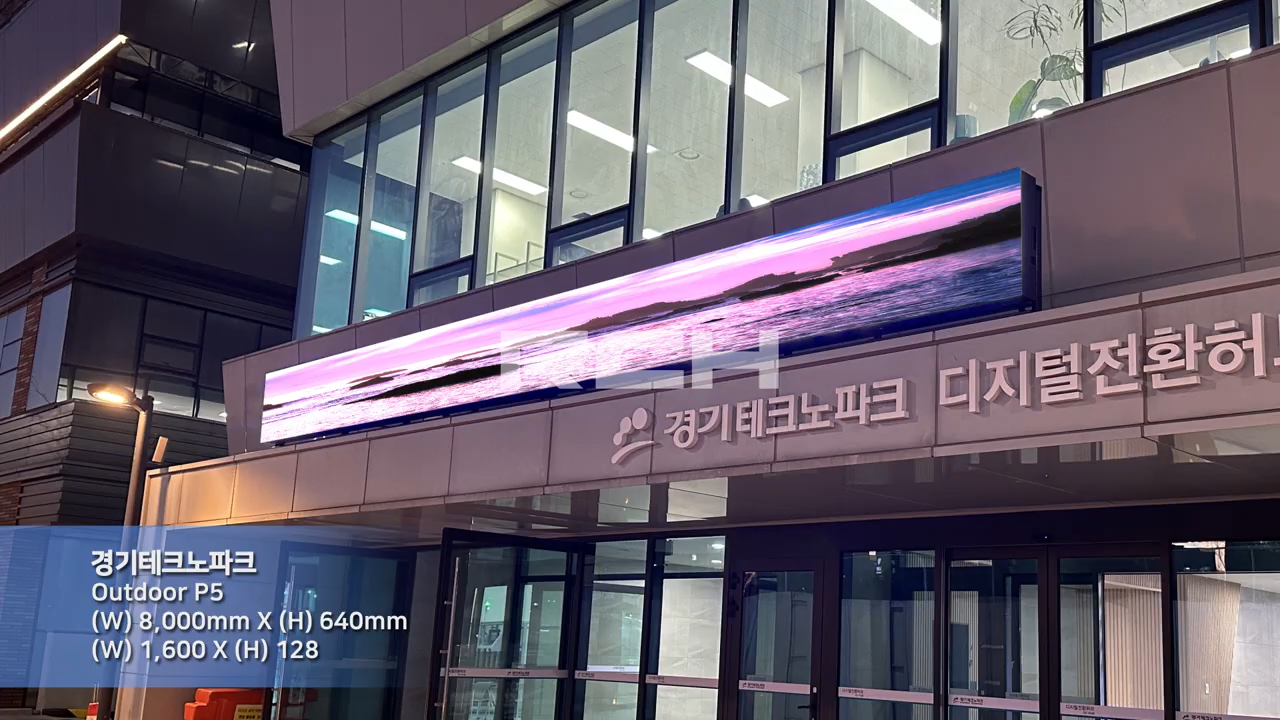 RCH
경기테크노파크 디지털전환허
경기테크노파크
Outdoor P5
(W) 8,000mm X (H) 640mm
(W) 1,600 X (H) 128